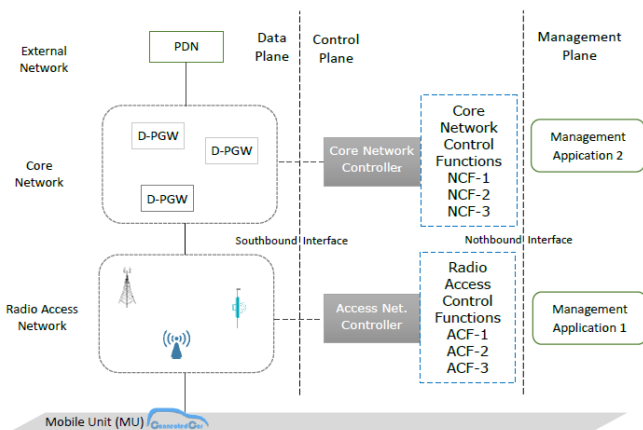 External
Network
PDN
Data
Plane
Control
Plane
Management
Plane
Core
Network
D-PGW
D-PGW
D-PGW
Core Network
Controller
Core
Network
Control
Functions
NCF-1
NCF-2
NCF-3
Management
Appication 2
Southbound Interface
Nothbound Interface
Radio Access
Network
Access Net.
Controller
Radio
Access
Control
Functions
ACF-1
ACF-2
ACF-3
Management
Application 1
Mobile Unit (MU)
ConnectedCar